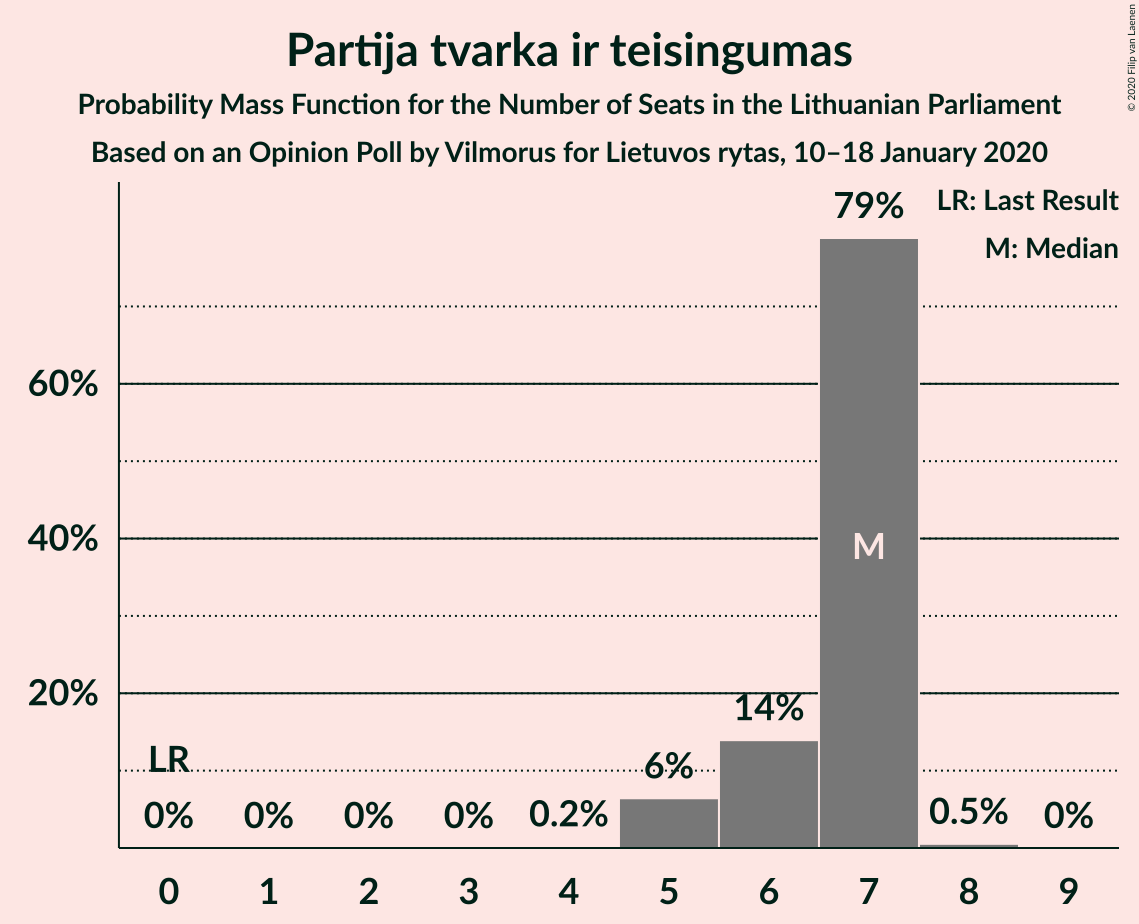 Partija tvarka ir teisingumas
Probability Mass Function for the Number of Seats in the Lithuanian Parliament
Based on an Opinion Poll by Vilmorus for Lietuvos rytas, 10–18 January 2020
© 2020 Filip van Laenen
LR: Last Result
M: Median
79%
60%
40%
M
20%
14%
LR
6%
0% 0% 0% 0% 0.2% 0.5% 0%
0 1 2 3 4 5 6 7 8 9